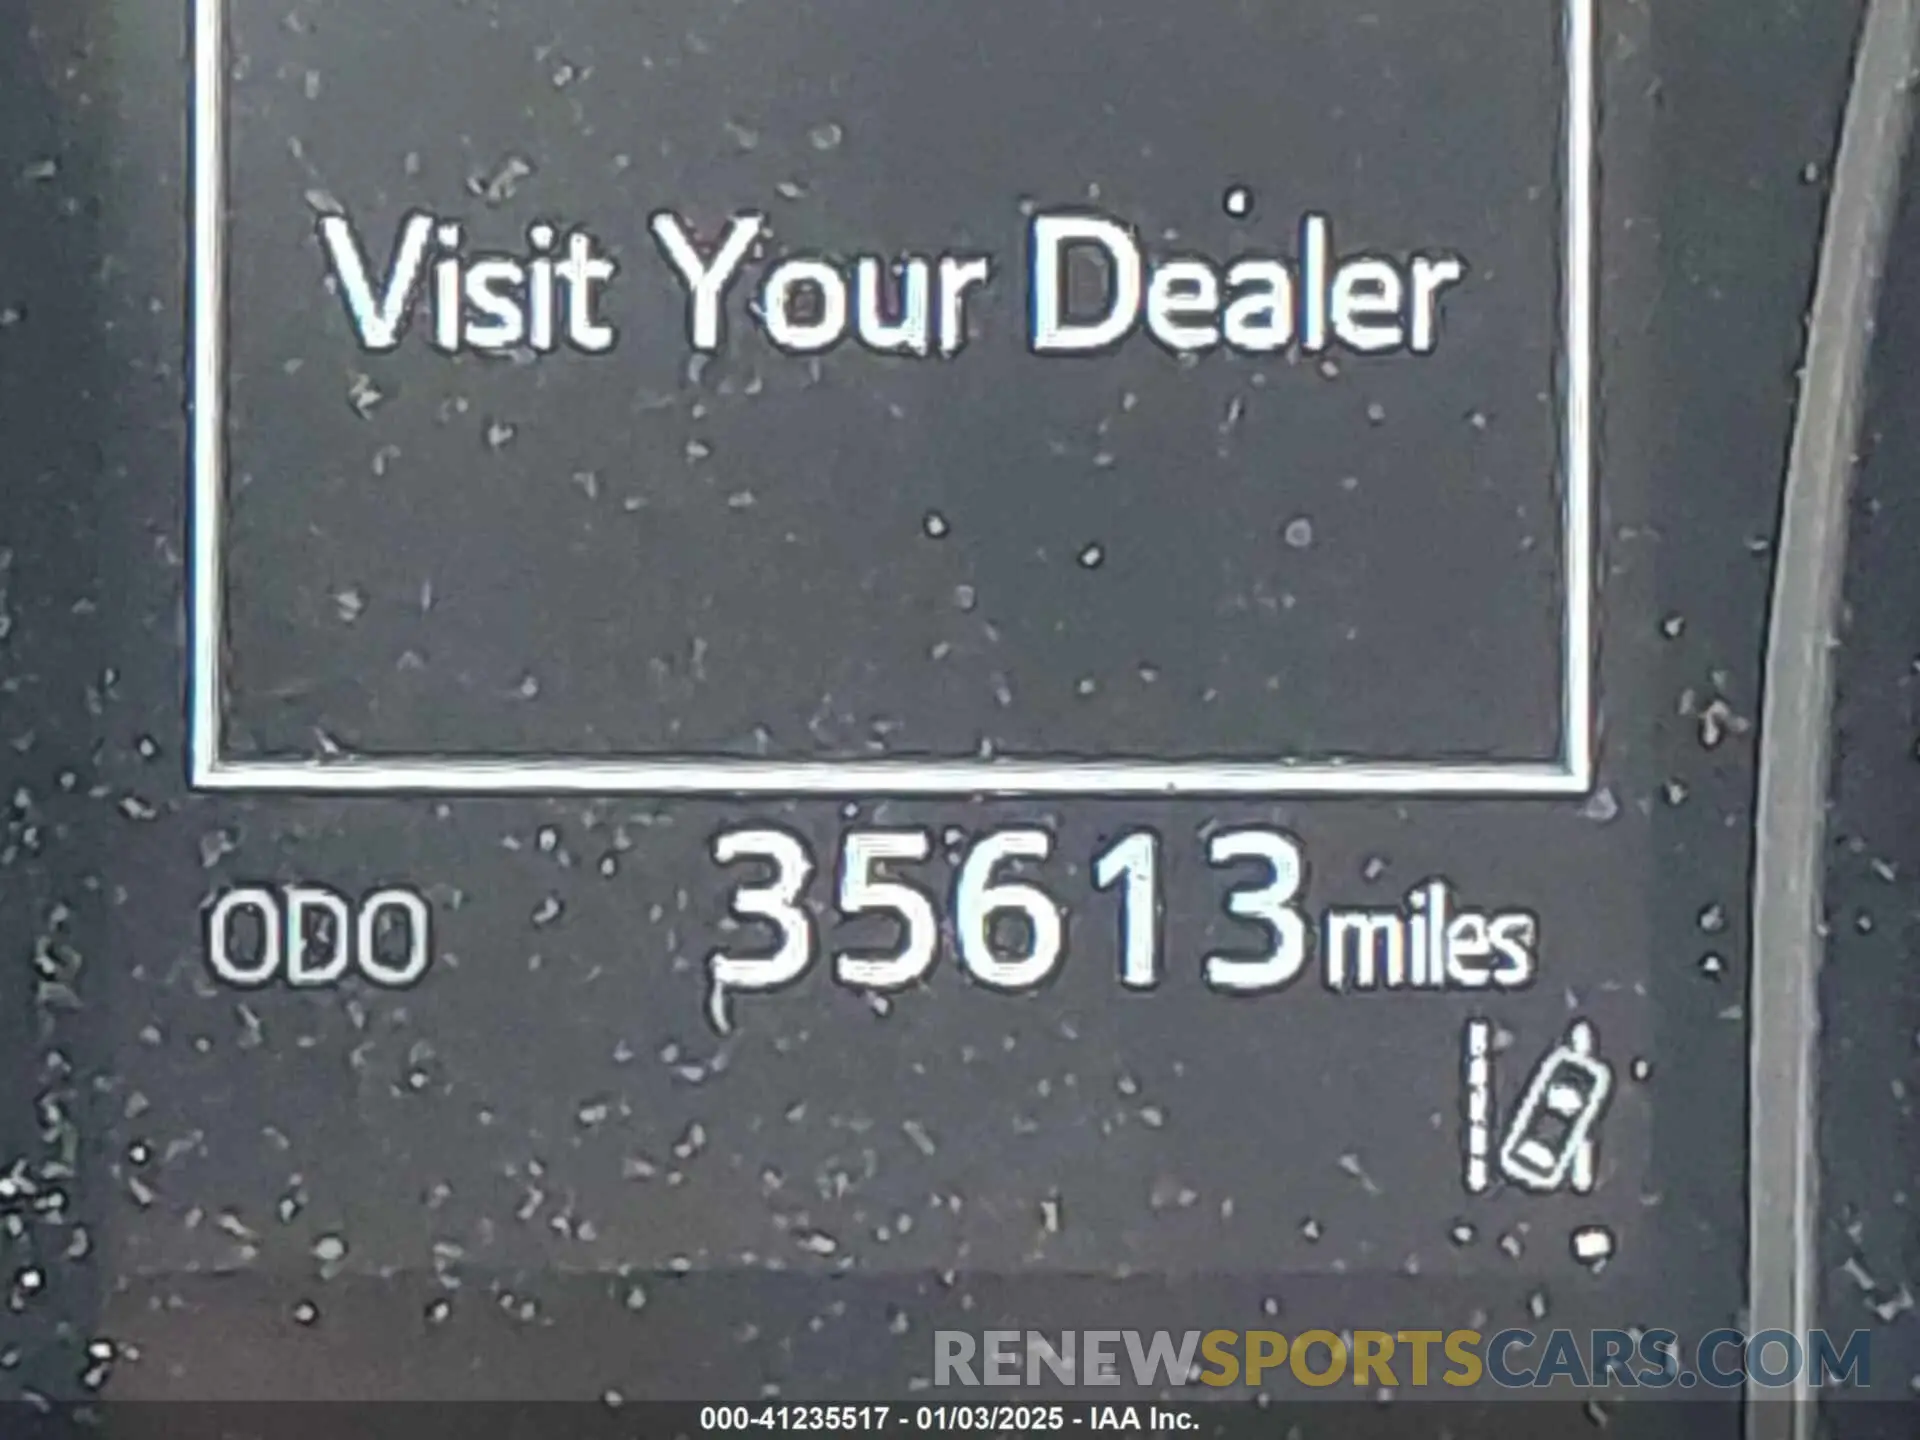 Visit Your Dealer
ODO 35613 miles
RENEWSPORTSCARS.COM
000-41235517 - 01/03/2025 - IAA Inc.